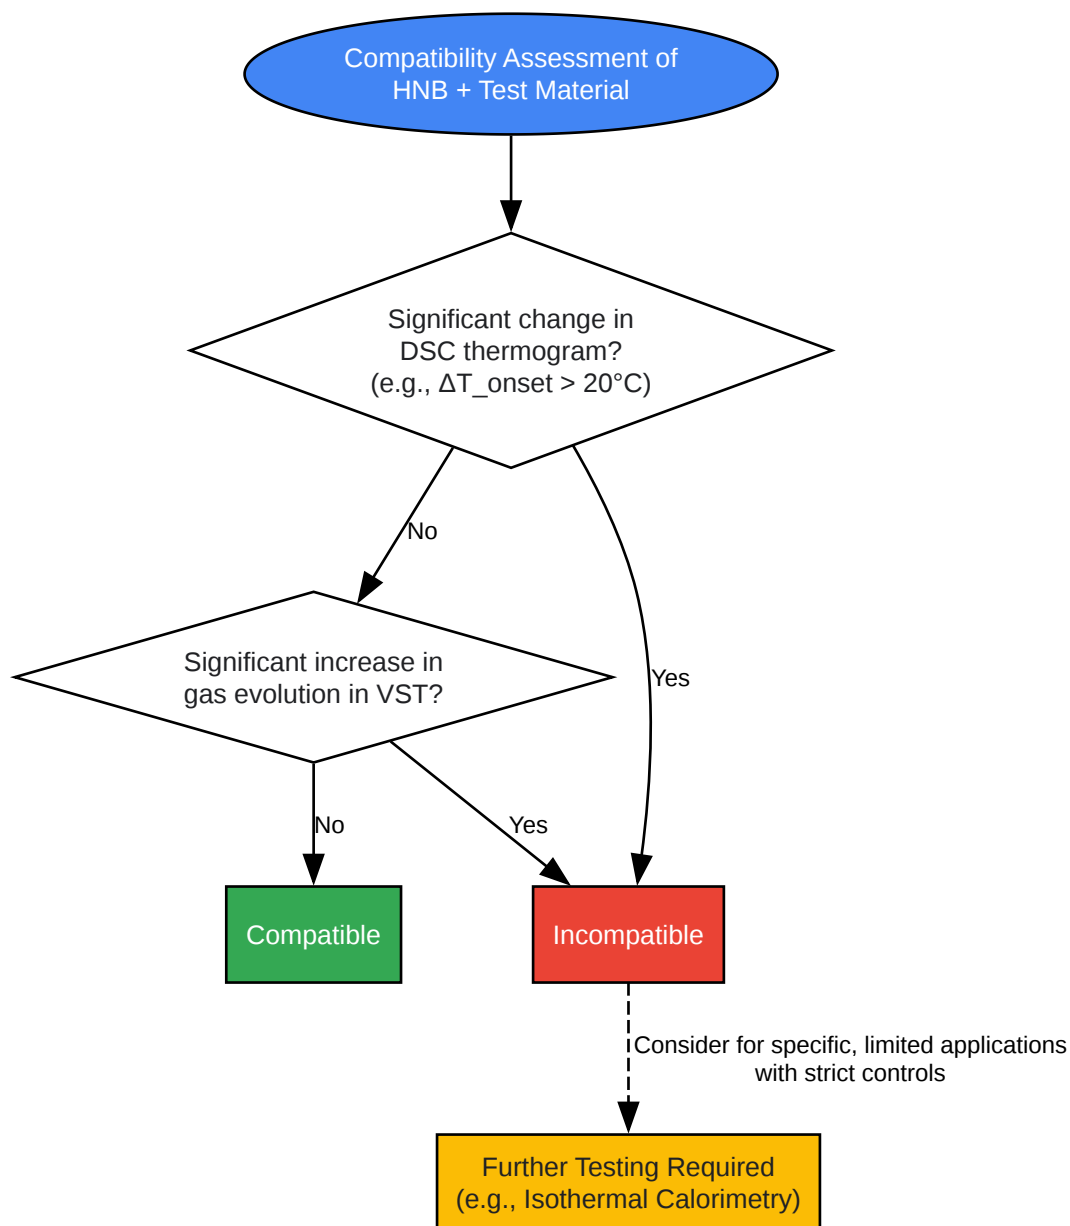 Compatibility Assessment of
HNB + Test Material
Significant change in
DSC thermogram?
(e.g., ΔT_onset > 20°C)
No
Significant increase in
gas evolution in VST?
Yes
No
Yes
Compatible
Incompatible
Consider for specific, limited applications
with strict controls
Further Testing Required
(e.g., Isothermal Calorimetry)